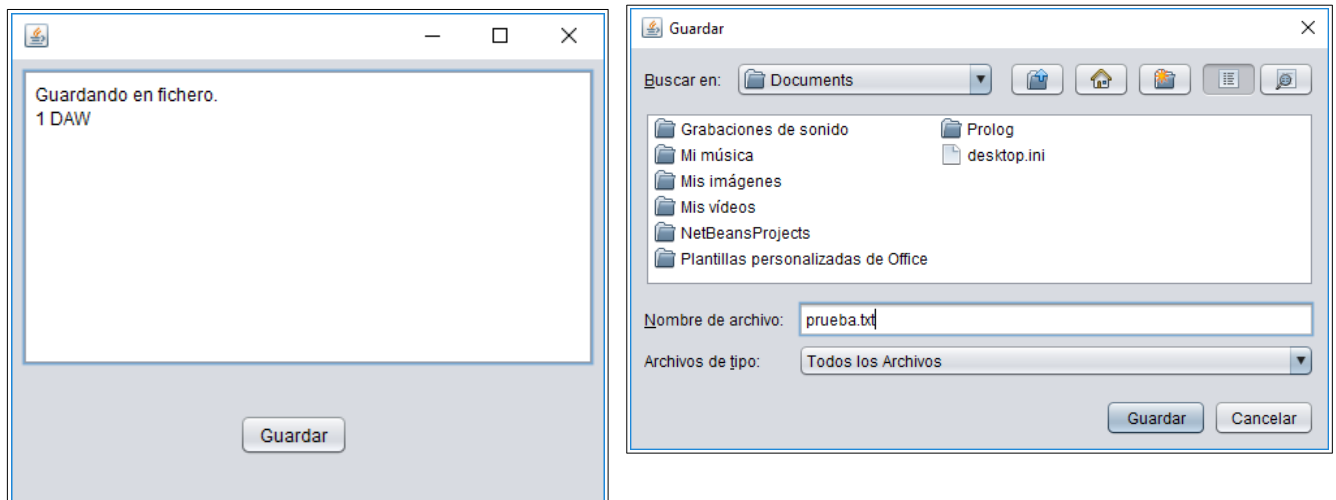 Guardando en fichero.
1 DAW
Guardar
Guardar
Buscar en: Documents
Grabaciones de sonido
Mi música
Mis imágenes
Mis vídeos
NetBeansProjects
Plantillas personalizadas de Office
Prolog
desktop.ini
Nombre de archivo: prueba.txt
Archivos de tipo: Todos los Archivos
Guardar Cancelar